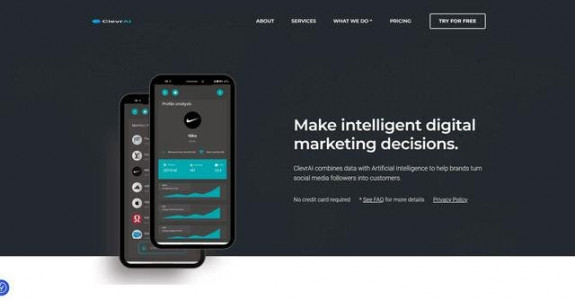 ClevrAI
ABOUT
SERVICES
WHAT WE DO
PRICING
TRY FOR FREE
Profile analysis
Nike
Make intelligent digital
marketing decisions.
ClevrAI combines data with Artificial Intelligence to help brands turn
social media followers into customers.
No credit card required * See FAQ for more details Privacy Policy